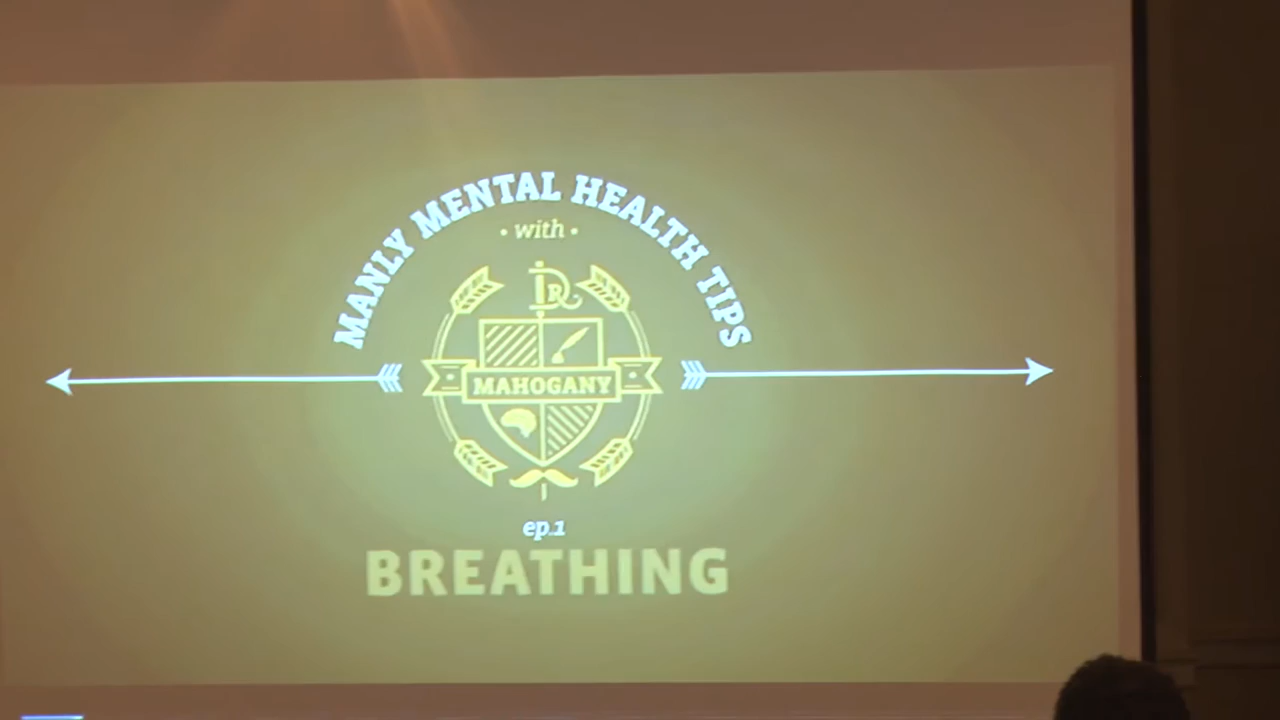 MANLY MENTAL HEALTH TIPS
• with •
DR
MAHOGANY
ep.1
BREATHING